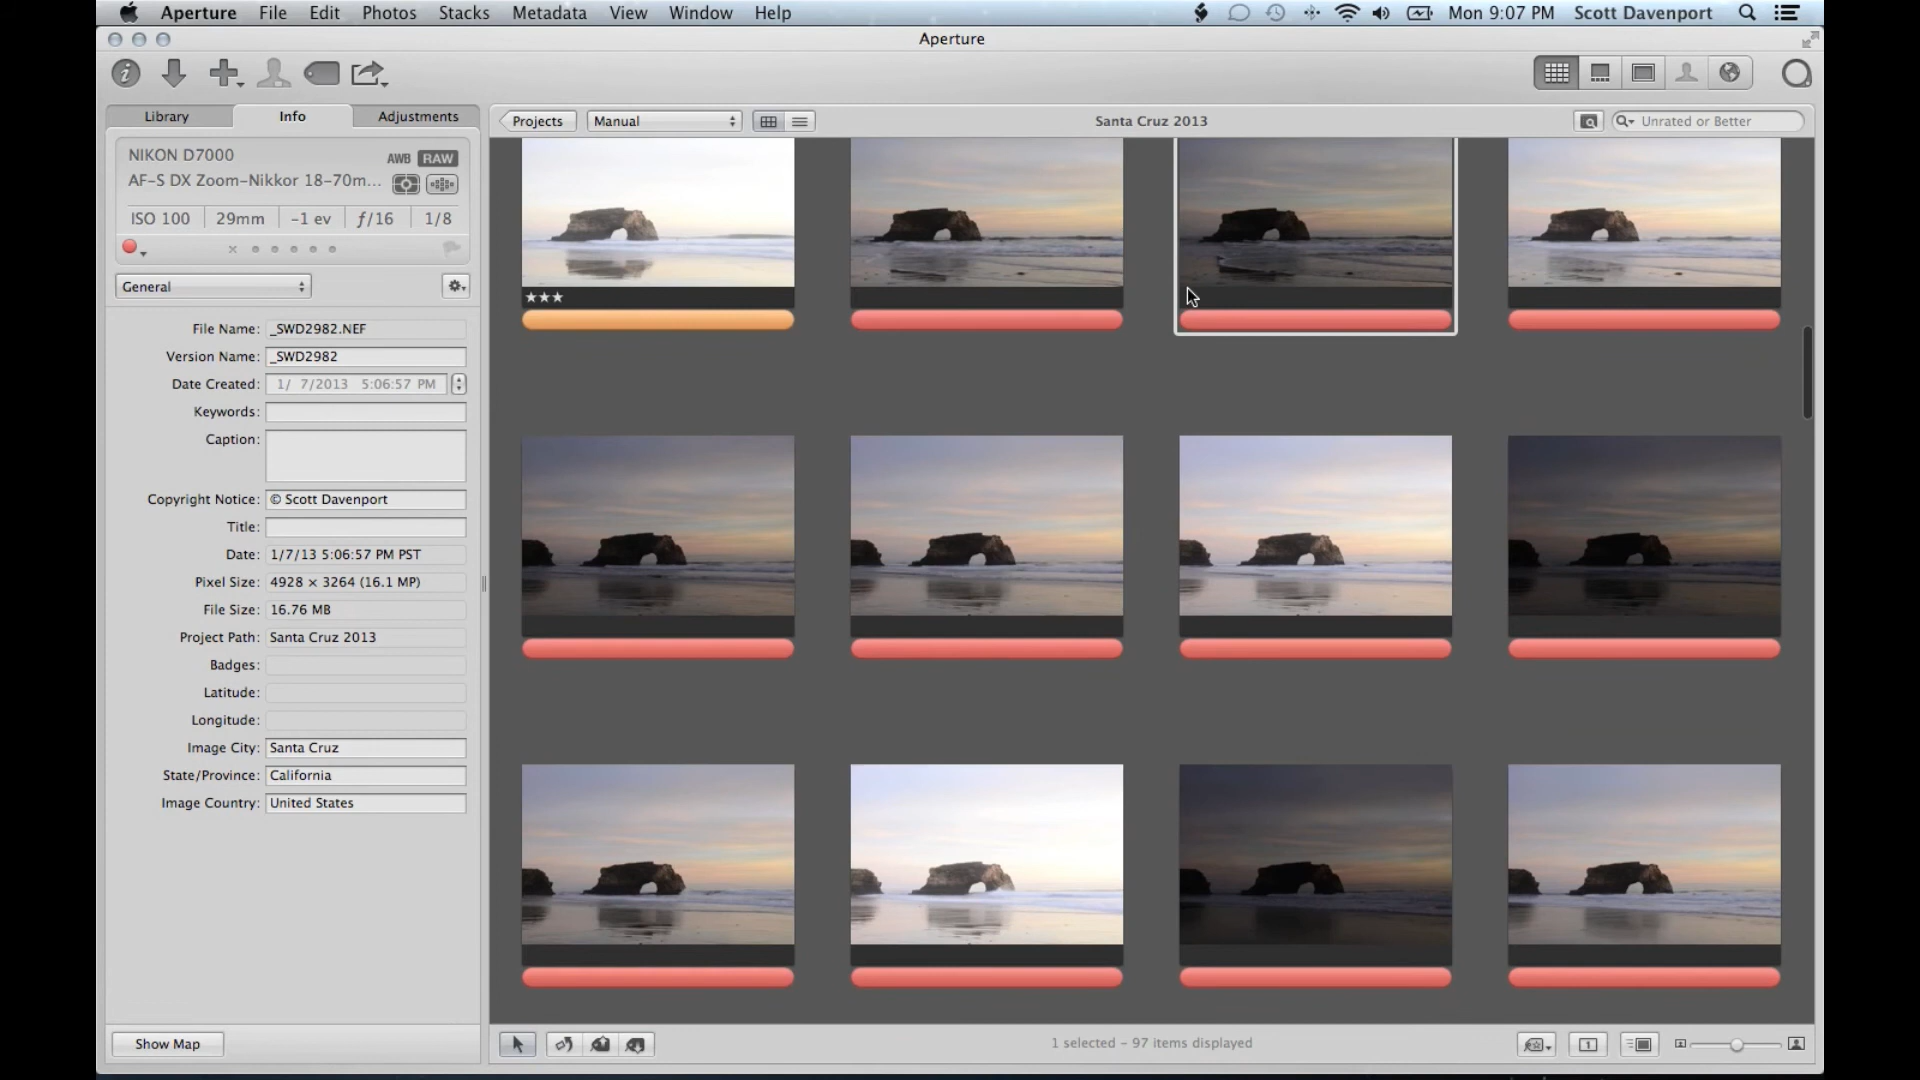 Aperture File Edit Photos Stacks Metadata View Window Help Mon 9:07 PM Scott Davenport
Aperture
Library Info Adjustments
Projects Manual Santa Cruz 2013 Unrated or Better
NIKON D7000 AWB RAW
AF-S DX Zoom-Nikkor 18-70m...
ISO 100 29mm -1 ev ƒ/16 1/8
General
File Name: _SWD2982.NEF
Version Name: _SWD2982
Date Created: 1/ 7/2013 5:06:57 PM
Keywords:
Caption:
Copyright Notice: © Scott Davenport
Title:
Date: 1/7/13 5:06:57 PM PST
Pixel Size: 4928 × 3264 (16.1 MP)
File Size: 16.76 MB
Project Path: Santa Cruz 2013
Badges:
Latitude:
Longitude:
Image City: Santa Cruz
State/Province: California
Image Country: United States
Show Map
1 selected – 97 items displayed
1